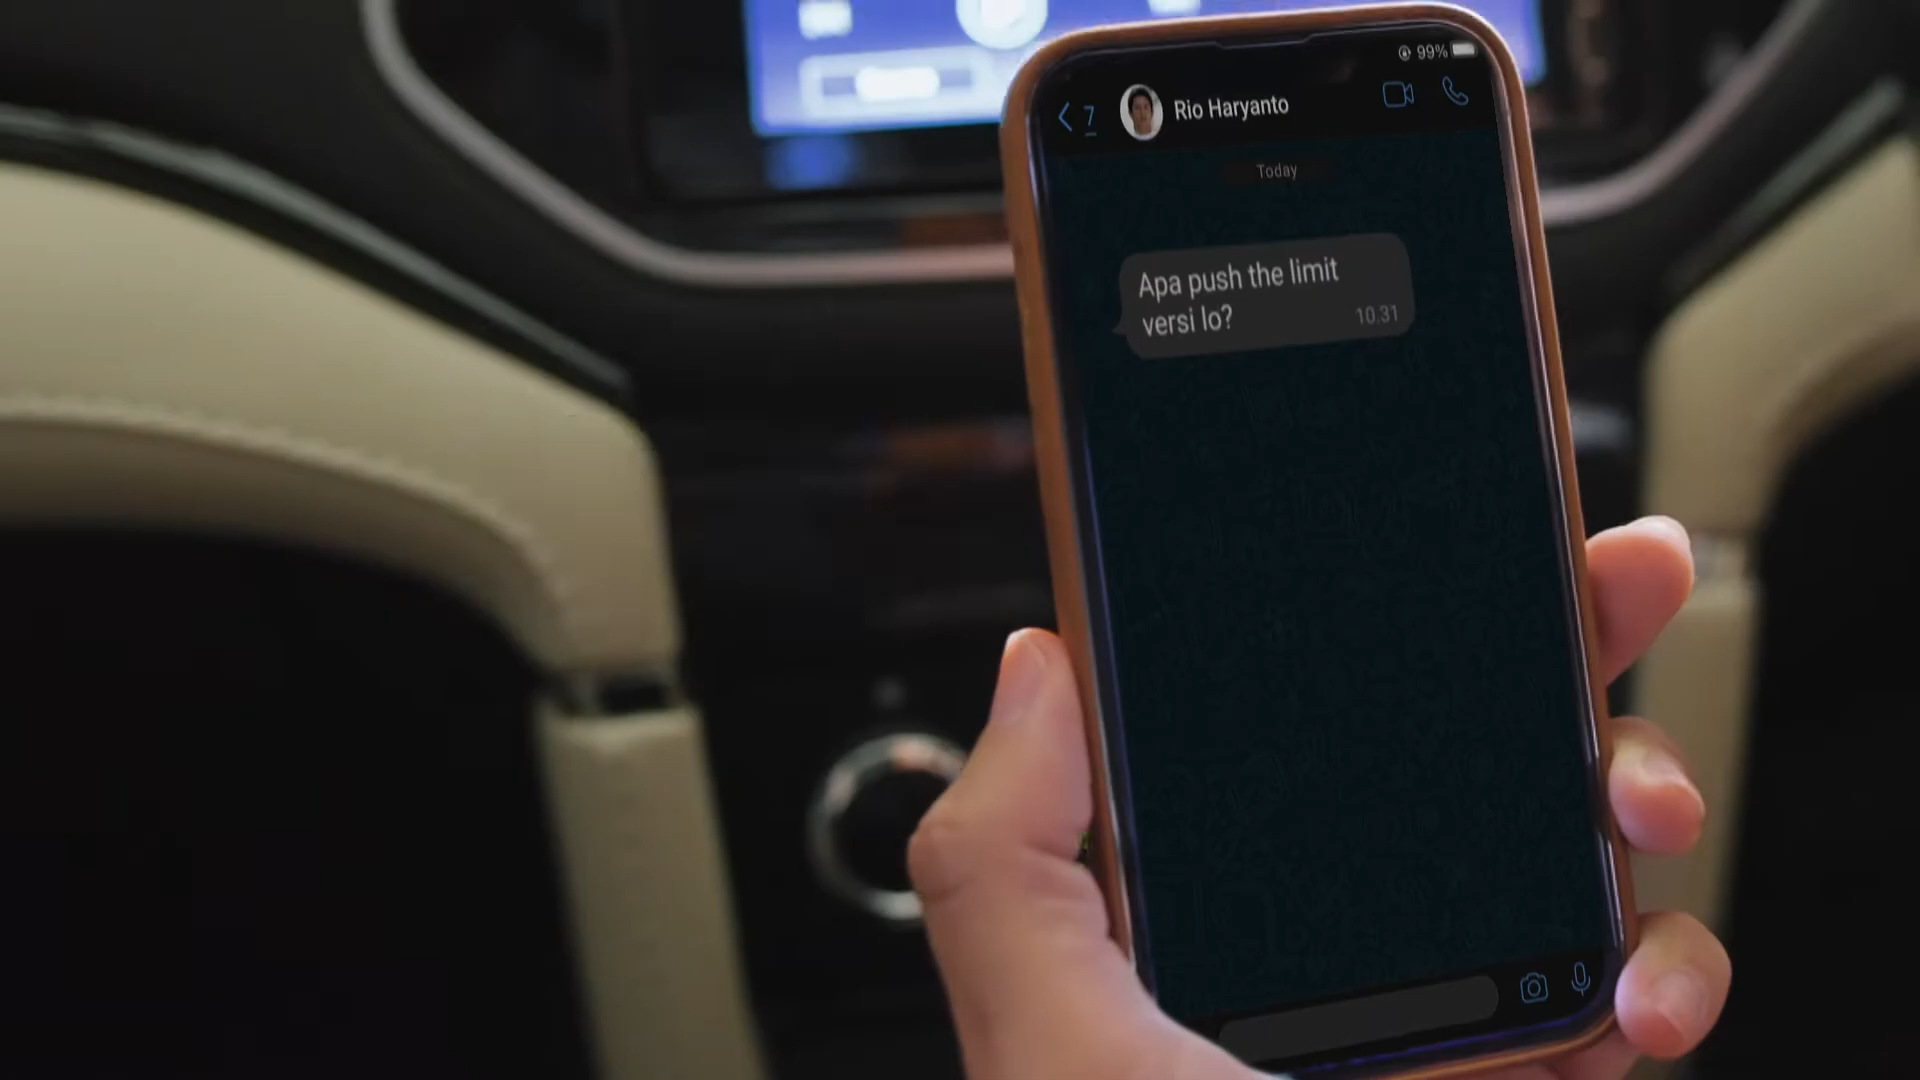 99%
7
Rio Haryanto
Today
Apa push the limit
versi lo?
10.31